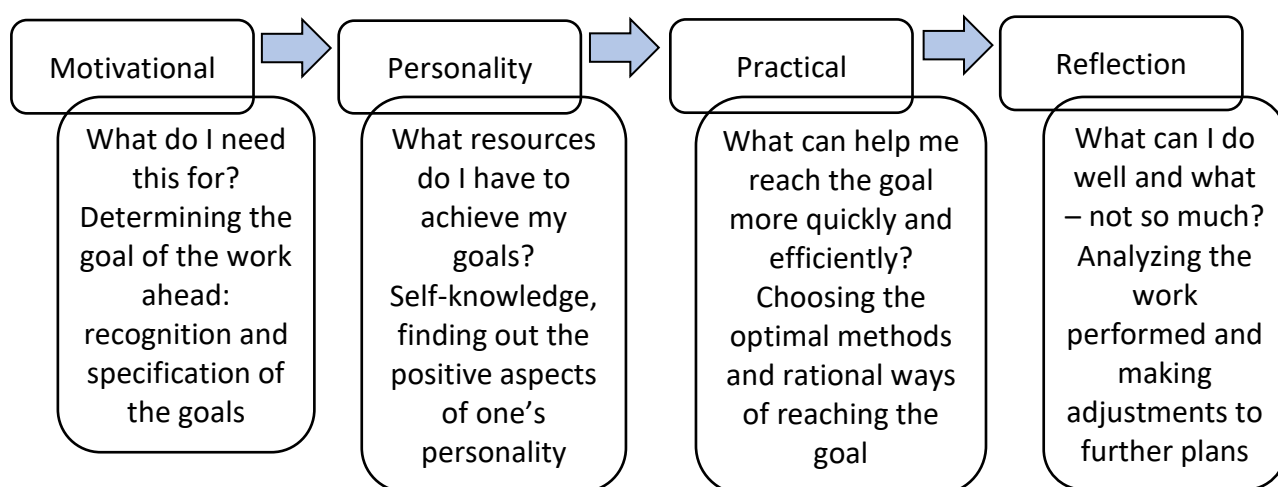 Motivational
What do I need
this for?
Determining the
goal of the work
ahead:
recognition and
specification of
the goals
Personality
What resources
do I have to
achieve my
goals?
Self-knowledge,
finding out the
positive aspects
of one’s
personality
Practical
What can help me
reach the goal
more quickly and
efficiently?
Choosing the
optimal methods
and rational ways
of reaching the
goal
Reflection
What can I do
well and what
– not so much?
Analyzing the
work
performed and
making
adjustments to
further plans